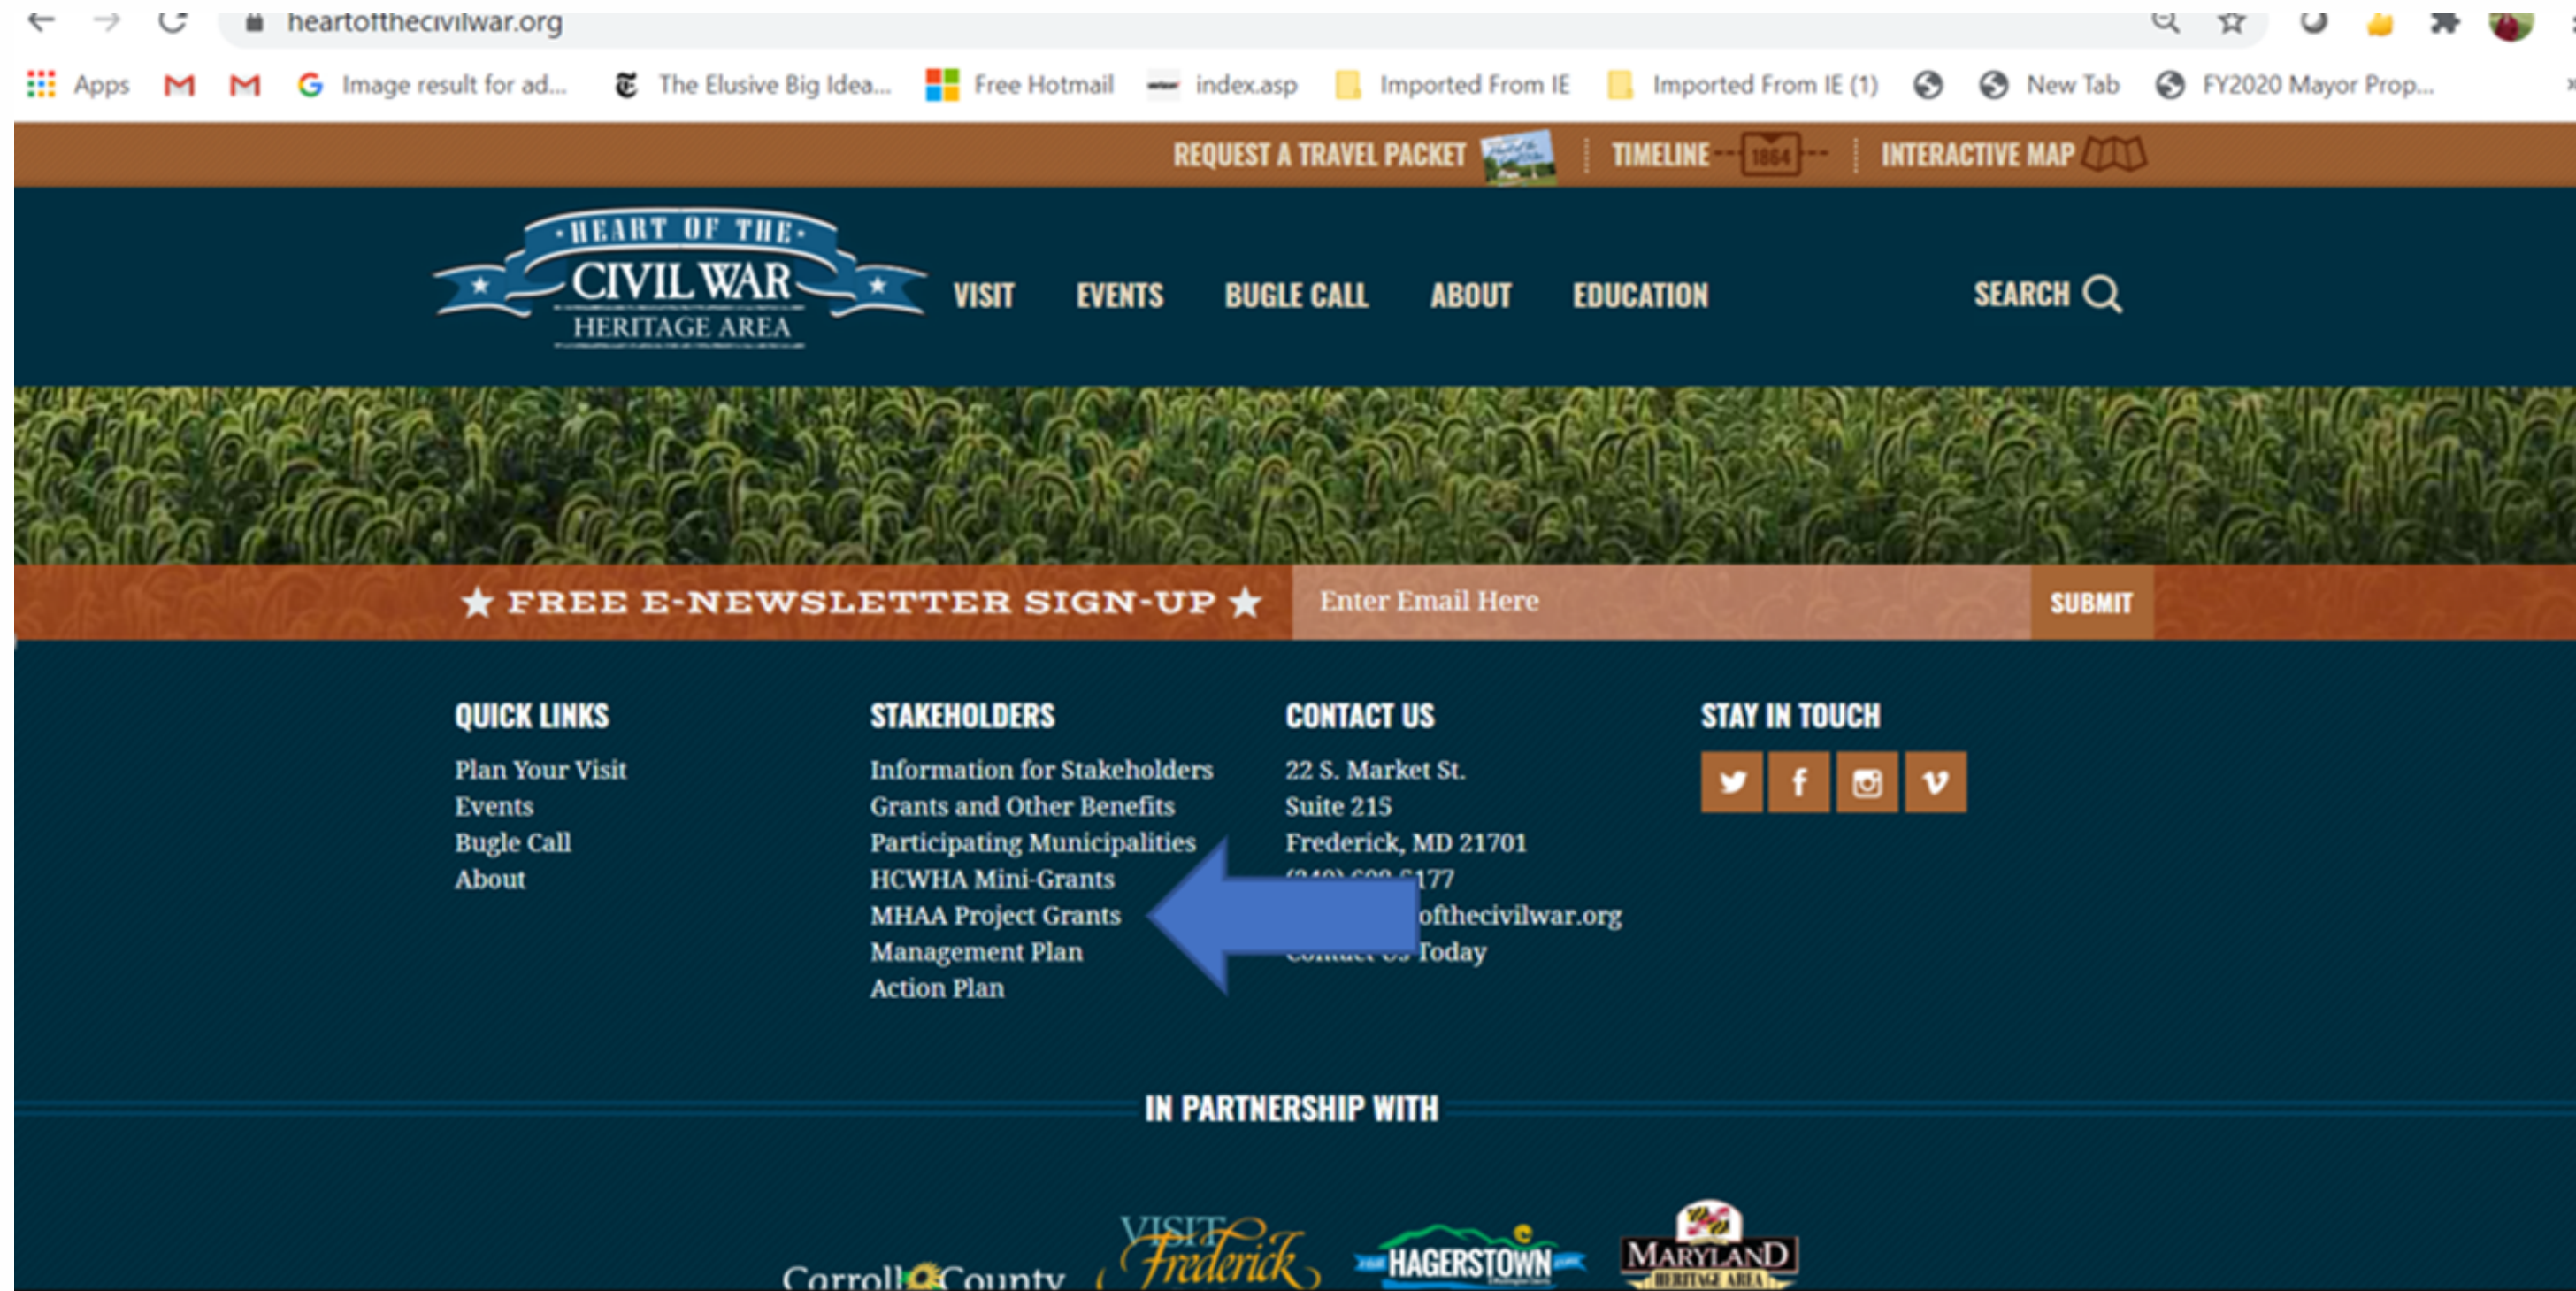 heartofthecivilwar.org
Apps
Image result for ad...
The Elusive Big Idea...
Free Hotmail
index.asp
Imported From IE
Imported From IE (1)
New Tab
FY2020 Mayor Prop...
REQUEST A TRAVEL PACKET
TIMELINE
1864
INTERACTIVE MAP
HEART OF THE
CIVIL WAR
HERITAGE AREA
VISIT
EVENTS
BUGLE CALL
ABOUT
EDUCATION
SEARCH
FREE E-NEWSLETTER SIGN-UP
Enter Email Here
SUBMIT
QUICK LINKS
Plan Your Visit
Events
Bugle Call
About
STAKEHOLDERS
Information for Stakeholders
Grants and Other Benefits
Participating Municipalities
HCWHA Mini-Grants
MHAA Project Grants
Management Plan
Action Plan
CONTACT US
22 S. Market St.
Suite 215
Frederick, MD 21701
177
ofthecivilwar.org
Today
STAY IN TOUCH
IN PARTNERSHIP WITH
Carroll County
VISIT
Frederick
HAGERSTOWN
MARYLAND
HERITAGE AREA